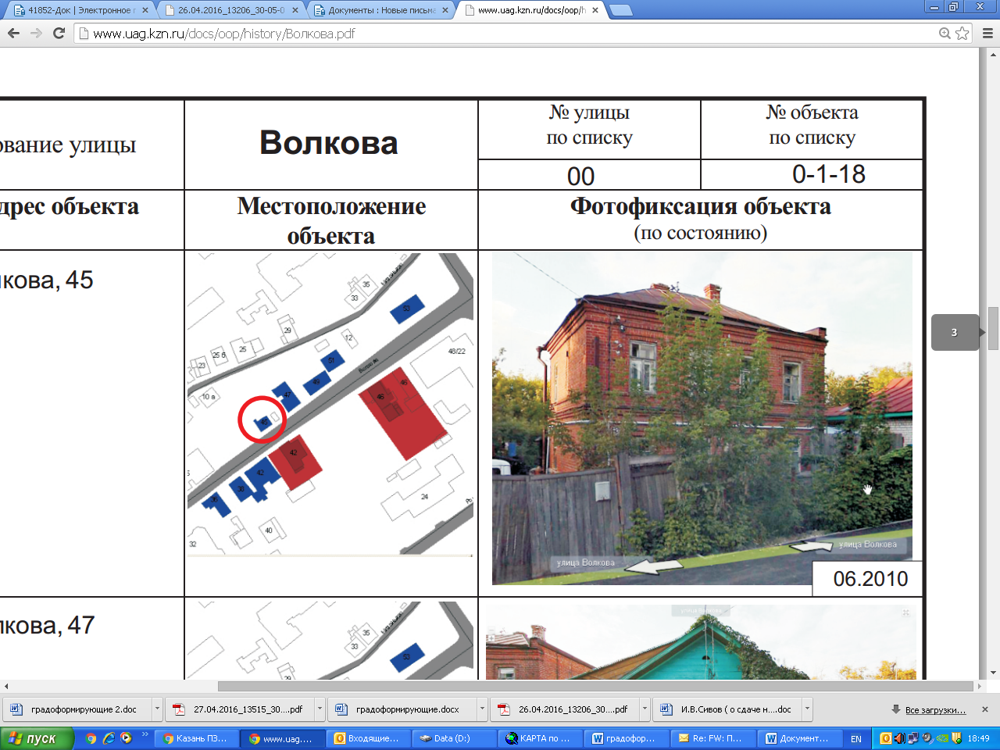 41852-Док | Электронное г
26.04.2016_13206_30-05-0
Документы : Новые письма
www.uag.kzn.ru/docs/oop/h
www.uag.kzn.ru/docs/oop/history/Волкова.pdf
ование улицы
Волкова
№ улицы
по списку
№ объекта
по списку
00
0-1-18
дрес объекта
Местоположение
объекта
Фотофиксация объекта
(по состоянию)
лкова, 45
35
33
53
29
12
25
25 б
23
51
48/22
49
47
46
46
10 а
45
42
42
38
36
24
40
32
улица Волкова
улица Волкова
06.2010
3
лкова, 47
35
33
53
29
градоформирующие 2.doc
27.04.2016_13515_30....pdf
градоформирующие.docx
26.04.2016_13206_30....pdf
И.В.Сивов ( о сдаче н....doc
Все загрузки...
пуск
Казань ПЗ...
www.uag....
Входящие...
Data (D:)
КАРТА по ...
градофор...
Re: FW: П...
Документ...
EN
18:49